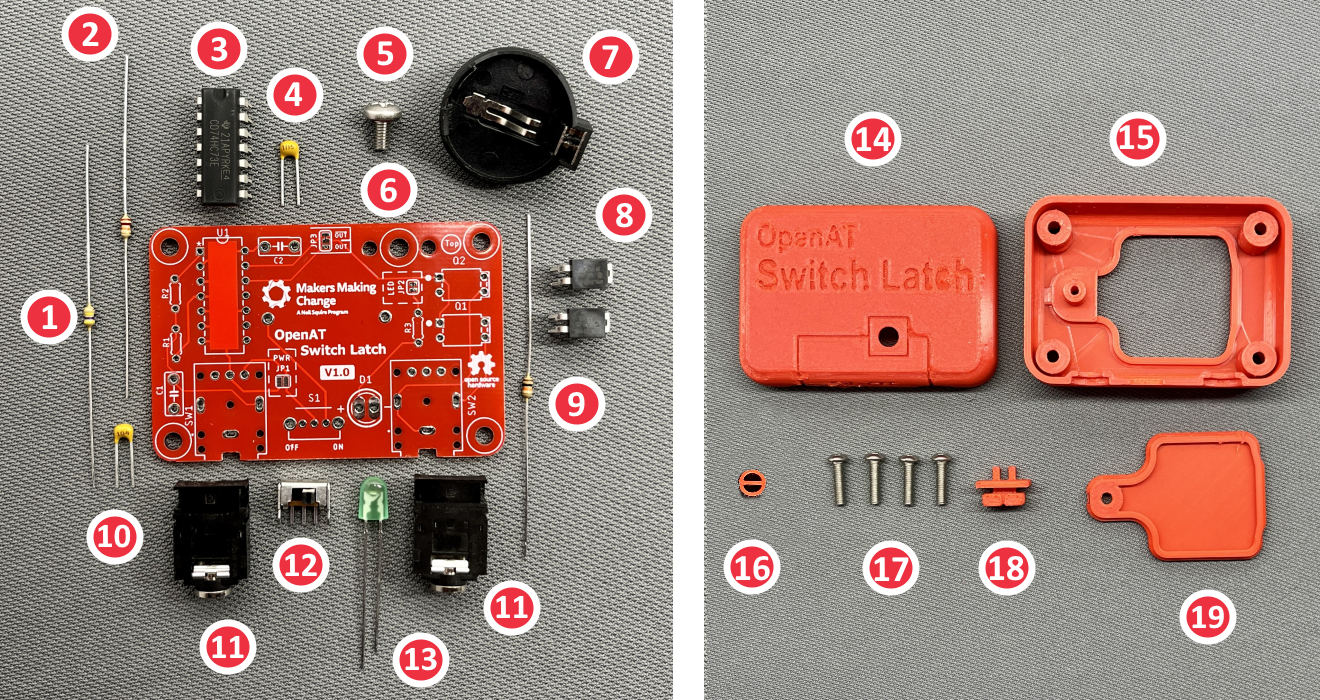 2
3
4
5
7
21APY9KE4
CD74HC73E
105
6
8
U1
C2
JP3
OUT
OUT
Top
Q2
R2
Makers Making
Change
A Neil Squire Program
LED
JP2
Q1
1
R1
R3
OpenAT
Switch Latch
PWR
JP1
V1.0
D1
open source
hardware
C1
SW1
S1
+
SW2
OFF
ON
9
10
12
11
11
13
14
15
OpenAT
Switch Latch
16
17
18
19